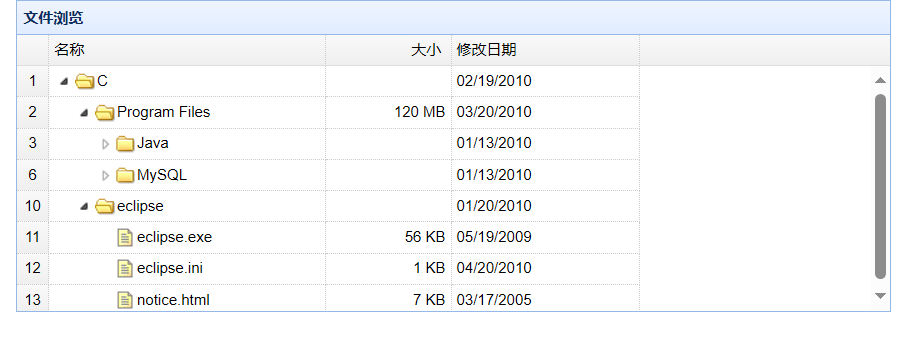 文件浏览
名称 大小 修改日期
1 C 02/19/2010
2 Program Files 120 MB 03/20/2010
3 Java 01/13/2010
6 MySQL 01/13/2010
10 eclipse 01/20/2010
11 eclipse.exe 56 KB 05/19/2009
12 eclipse.ini 1 KB 04/20/2010
13 notice.html 7 KB 03/17/2005